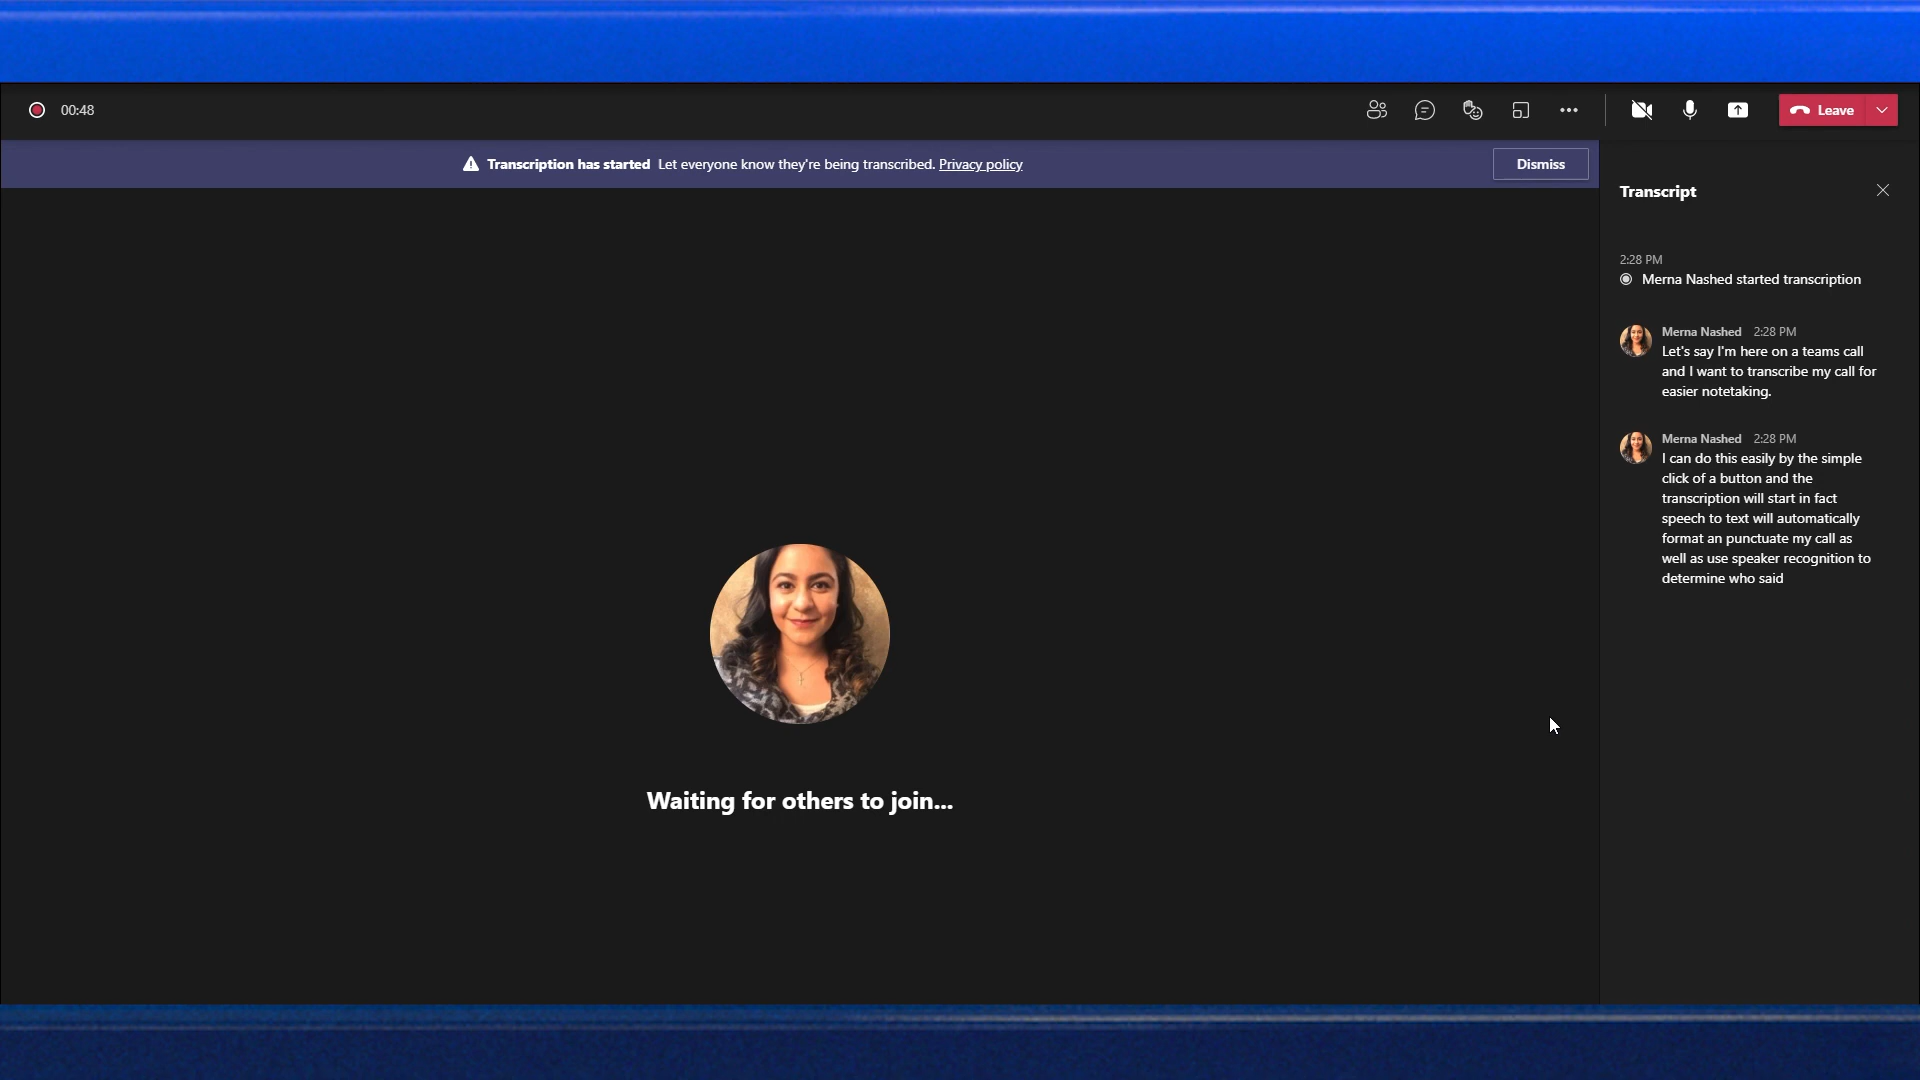 00:48
Leave
Transcription has started Let everyone know they're being transcribed. Privacy policy
Dismiss
Transcript
2:28 PM
Merna Nashed started transcription
Merna Nashed 2:28 PM
Let's say I'm here on a teams call
and I want to transcribe my call for
easier notetaking.
Merna Nashed 2:28 PM
I can do this easily by the simple
click of a button and the
transcription will start in fact
speech to text will automatically
format an punctuate my call as
well as use speaker recognition to
determine who said
Waiting for others to join...